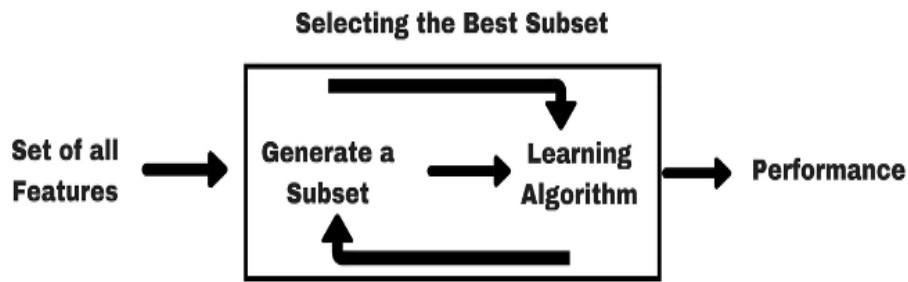 Selecting the Best Subset
Set of all
Features
Generate a
Subset
Learning
Algorithm
Performance